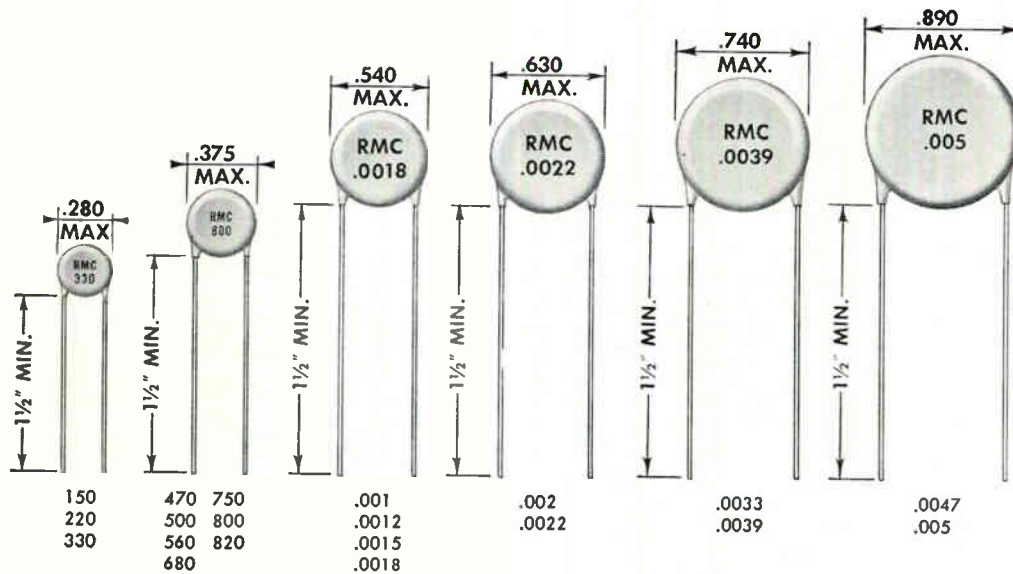 .280
MAX
RMC
330
1½" MIN.
150
220
330
.375
MAX.
RMC
800
1½" MIN.
470 750
500 800
560 820
680
.540
MAX.
RMC
.0018
1½" MIN.
.001
.0012
.0015
.0018
.630
MAX.
RMC
.0022
1½" MIN.
.002
.0022
.740
MAX.
RMC
.0039
1½" MIN.
.0033
.0039
.890
MAX.
RMC
.005
1½" MIN.
.0047
.005